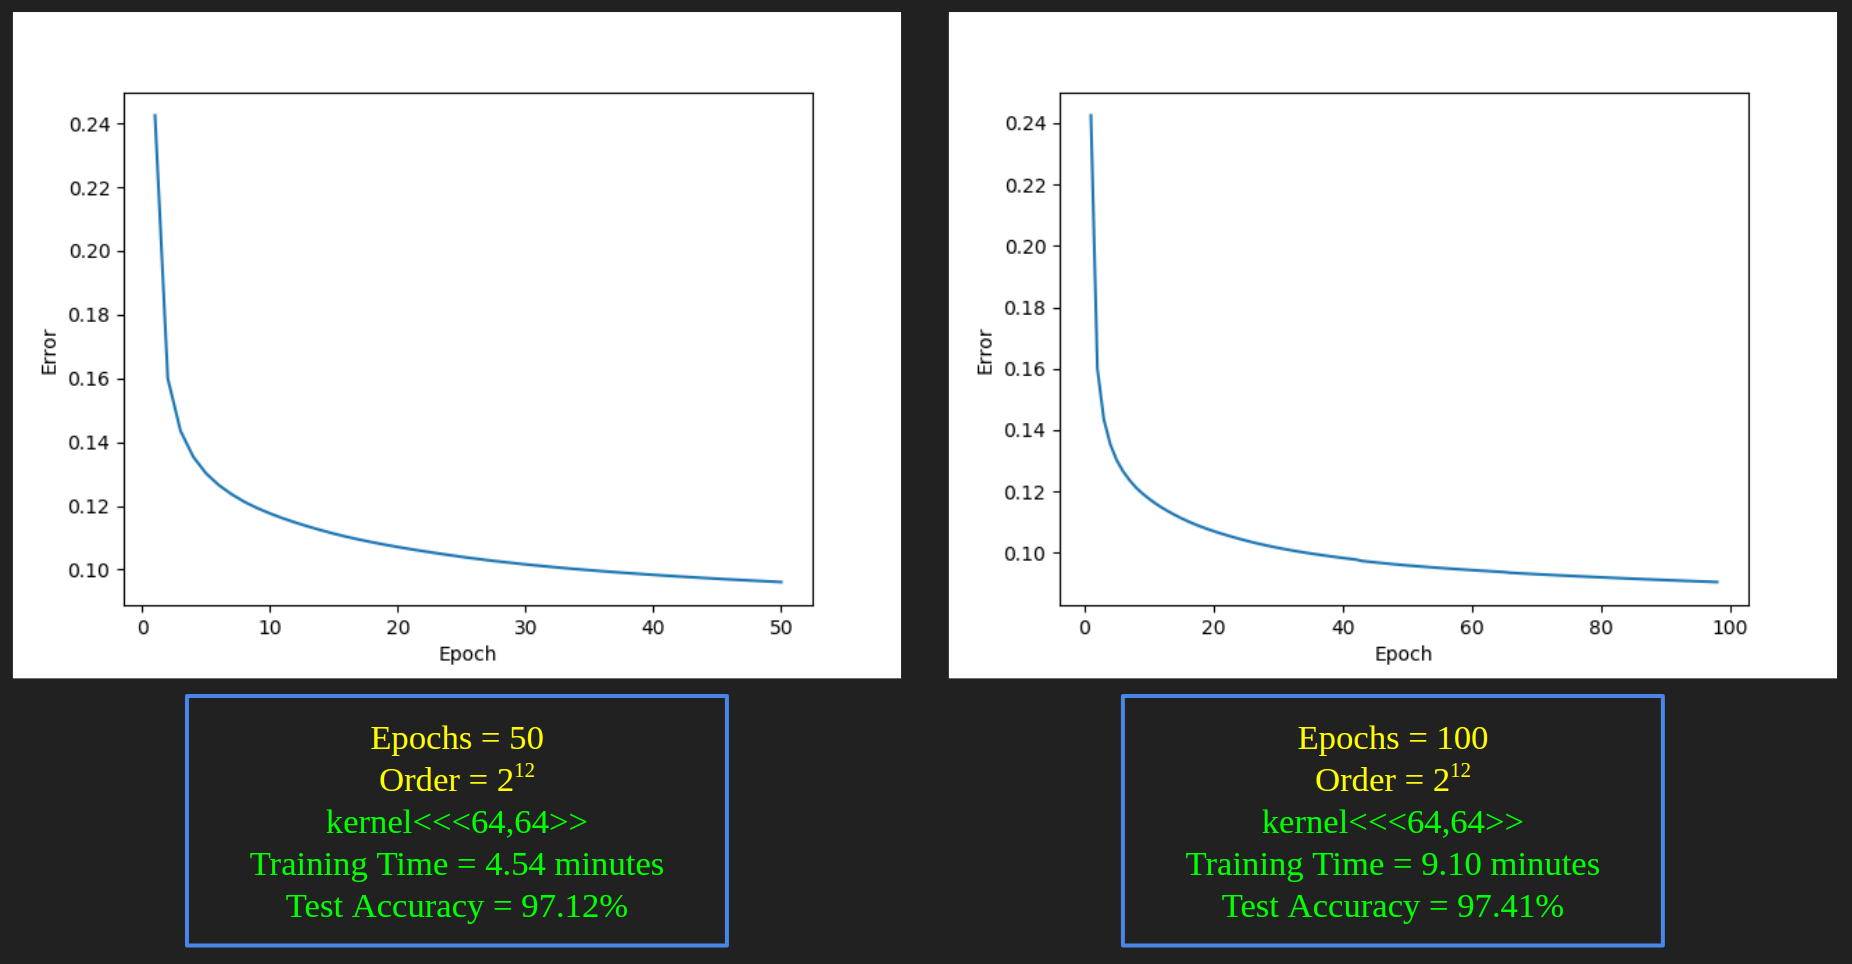 0.24
0.22
0.20
0.18
0.16
0.14
0.12
0.10
Error
0 10 20 30 40 50
Epoch
0.24
0.22
0.20
0.18
0.16
0.14
0.12
0.10
Error
0 20 40 60 80 100
Epoch
Epochs = 50
Order = 2¹²
kernel<<<64,64>>
Training Time = 4.54 minutes
Test Accuracy = 97.12%
Epochs = 100
Order = 2¹²
kernel<<<64,64>>
Training Time = 9.10 minutes
Test Accuracy = 97.41%